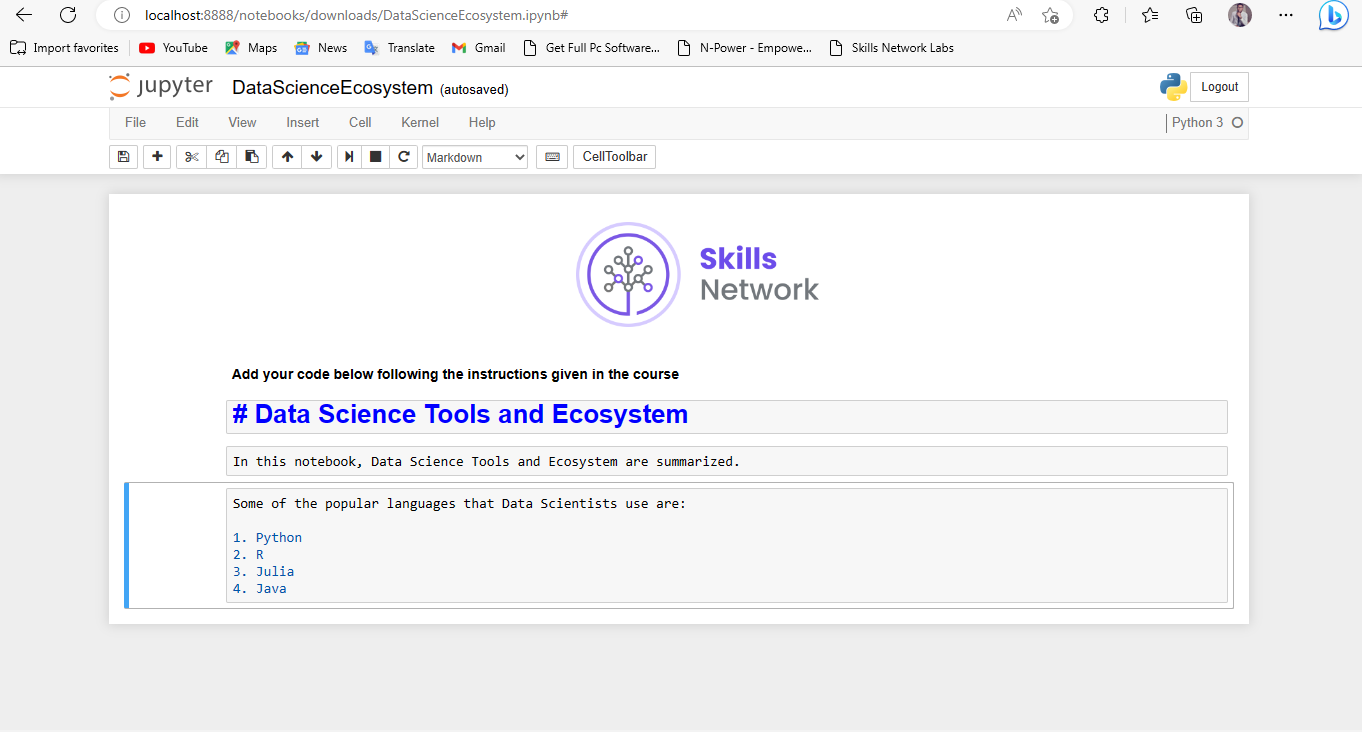 localhost:8888/notebooks/downloads/DataScienceEcosystem.ipynb#
Import favorites YouTube Maps News Translate Gmail Get Full Pc Software... N-Power - Empowe... Skills Network Labs
jupyter DataScienceEcosystem (autosaved) Logout
File Edit View Insert Cell Kernel Help Python 3
Markdown CellToolbar
Skills
Network
Add your code below following the instructions given in the course
# Data Science Tools and Ecosystem
In this notebook, Data Science Tools and Ecosystem are summarized.
Some of the popular languages that Data Scientists use are:
1. Python
2. R
3. Julia
4. Java